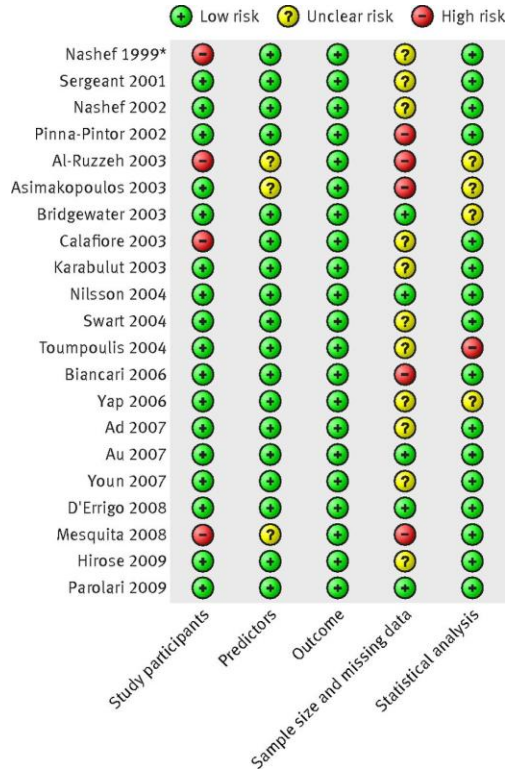 + Low risk ? Unclear risk - High risk
Nashef 1999* - + + ? +
Sergeant 2001 + + + ? +
Nashef 2002 + + + ? +
Pinna-Pintor 2002 + + + - +
Al-Ruzzeh 2003 - ? + - ?
Asimakopoulos 2003 + ? + - ?
Bridgewater 2003 + + + + ?
Calafiore 2003 - + + ? +
Karabulut 2003 + + + ? +
Nilsson 2004 + + + + +
Swart 2004 + + + ? +
Toumpoulis 2004 + + + ? -
Biancari 2006 + + + - +
Yap 2006 + + + ? ?
Ad 2007 + + + ? +
Au 2007 + + + + +
Youn 2007 + + + ? +
D'Errigo 2008 + + + + +
Mesquita 2008 - ? + - +
Hirose 2009 + + + ? +
Parolari 2009 + + + + +
Study participants
Predictors
Outcome
Sample size and missing data
Statistical analysis